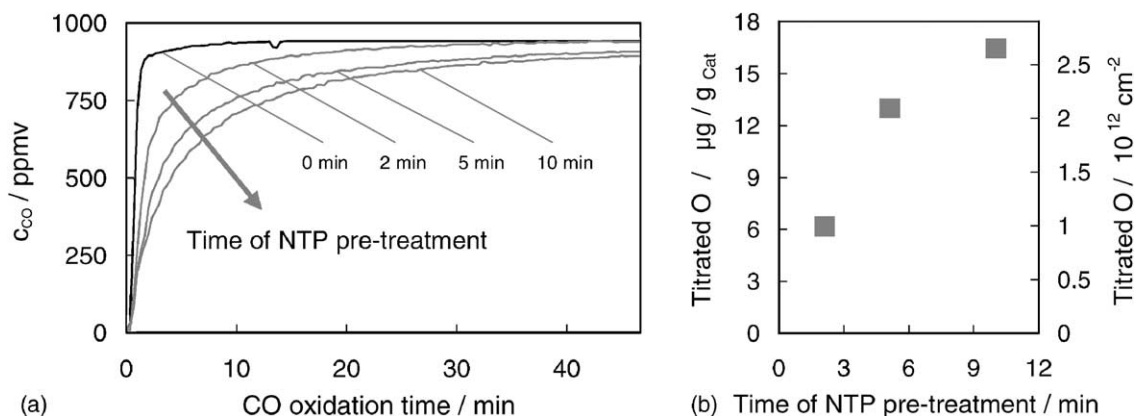 1000
750
500
250
0
c_CO / ppmv
0 min
2 min
5 min
10 min
Time of NTP pre-treatment
0
10
20
30
40
(a)
CO oxidation time / min
18
15
12
9
6
3
0
Titrated O / µg / g Cat
2.5
2
1.5
1
0.5
0
Titrated O / 10^12 cm^-2
0
3
6
9
12
(b)
Time of NTP pre-treatment / min